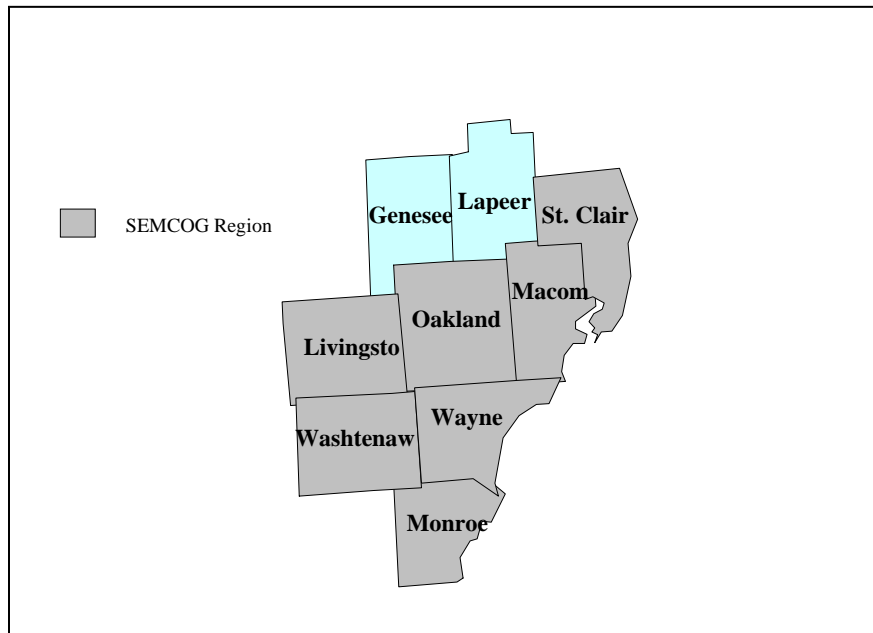 Lapeer
Genesee
St. Clair
SEMCOG Region
Macom
Oakland
Livingsto
Wayne
Washtenaw
Monroe